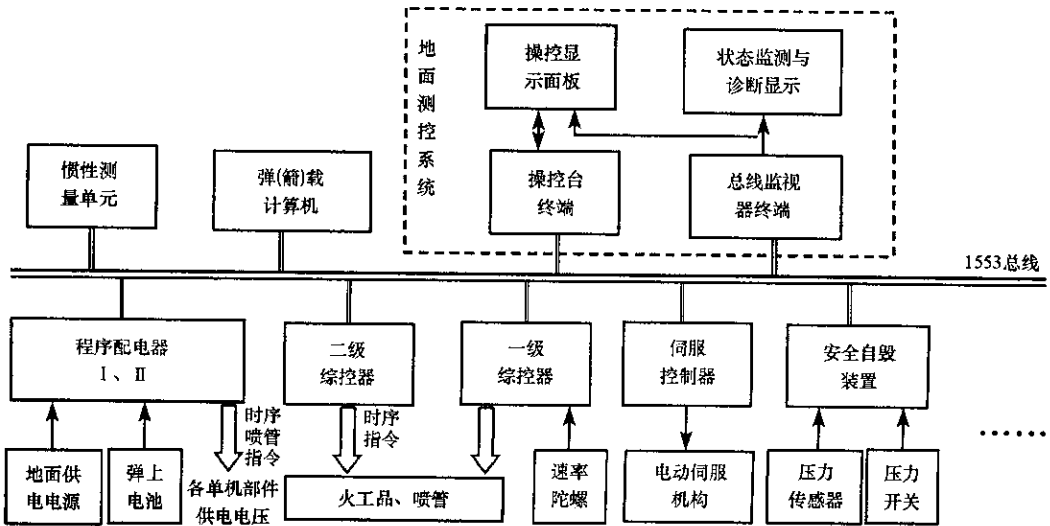 地面测控系统
操控显
示面板
状态监测与
诊断显示
惯性测
量单元
弹(箭)载
计算机
操控台
终端
总线监视
器终端
1553总线
程序配电器
Ⅰ、Ⅱ
二级
综控器
一级
综控器
伺服
控制器
安全自毁
装置
时序
喷管
指令
时序
指令
......
地面供
电电源
弹上
电池
各单机部件
供电电压
火工品、喷管
速率
陀螺
电动伺服
机构
压力
传感器
压力
开关